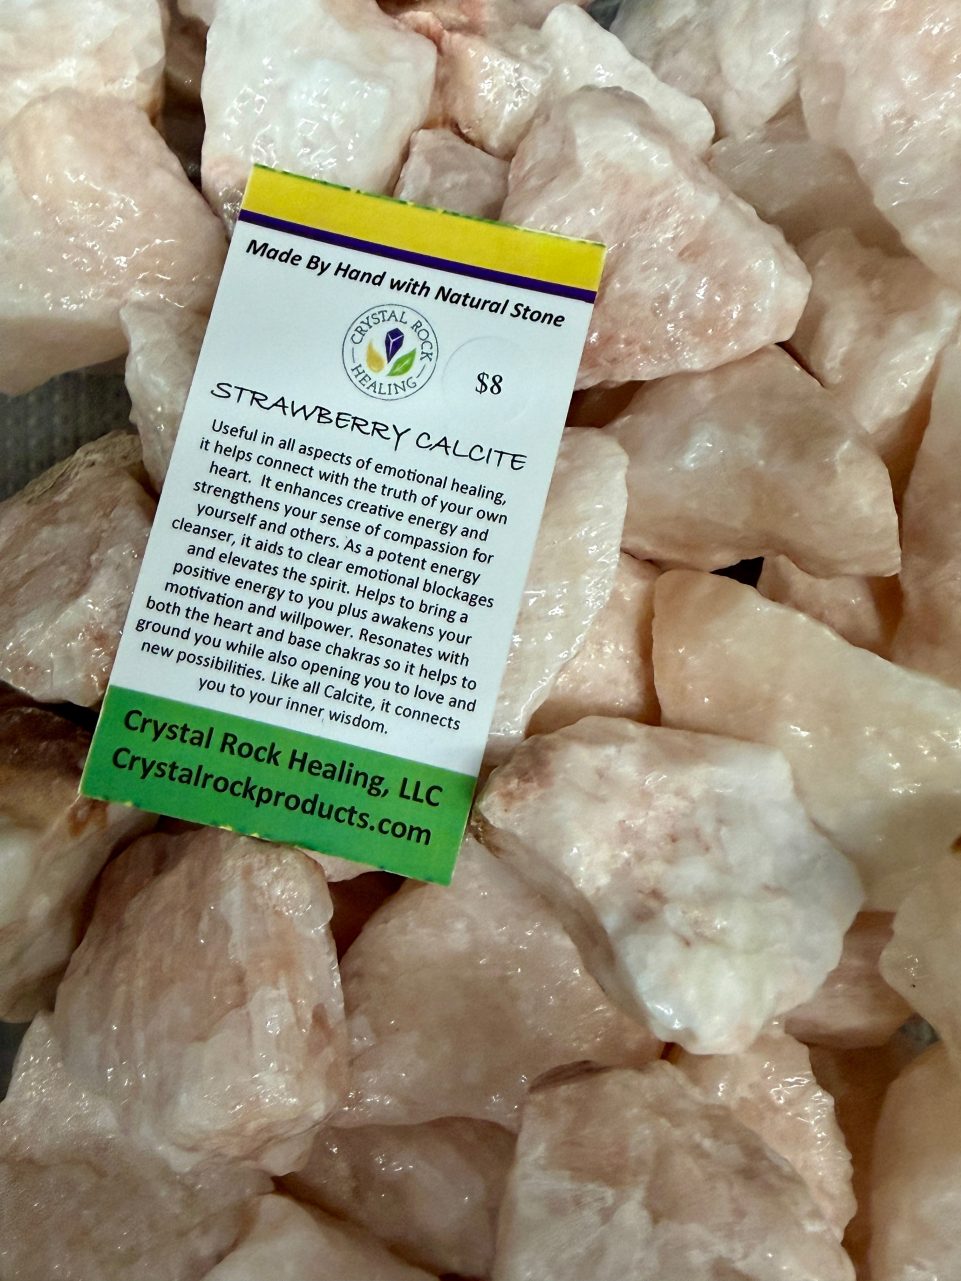 Made By Hand with Natural Stone
CRYSTAL ROCK
HEALING
$8
STRAWBERRY CALCITE
Useful in all aspects of emotional healing,
it helps connect with the truth of your own
heart. It enhances creative energy and
strengthens your sense of compassion for
yourself and others. As a potent energy
cleanser, it aids to clear emotional blockages
and elevates the spirit. Helps to bring a
positive energy to you plus awakens your
motivation and willpower. Resonates with
both the heart and base chakras so it helps to
ground you while also opening you to love and
new possibilities. Like all Calcite, it connects
you to your inner wisdom.
Crystal Rock Healing, LLC
Crystalrockproducts.com